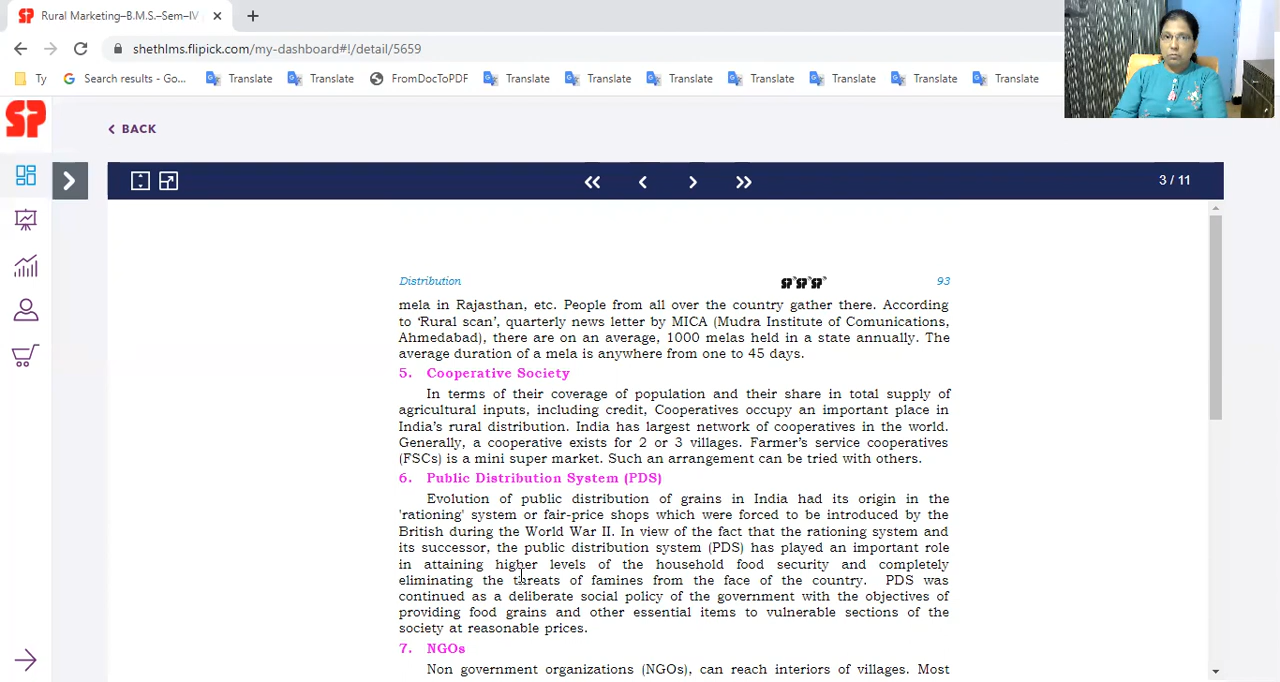 Rural Marketing–B.M.S.–Sem–IV
shethlms.flipick.com/my-dashboard#!/detail/5659
Ty Search results - Go... Translate Translate FromDocToPDF Translate Translate Translate Translate Translate Translate Translate
SP
BACK
3 / 11
Distribution 93
mela in Rajasthan, etc. People from all over the country gather there. According
to ‘Rural scan’, quarterly news letter by MICA (Mudra Institute of Comunications,
Ahmedabad), there are on an average, 1000 melas held in a state annually. The
average duration of a mela is anywhere from one to 45 days.
5. Cooperative Society
In terms of their coverage of population and their share in total supply of
agricultural inputs, including credit, Cooperatives occupy an important place in
India’s rural distribution. India has largest network of cooperatives in the world.
Generally, a cooperative exists for 2 or 3 villages. Farmer’s service cooperatives
(FSCs) is a mini super market. Such an arrangement can be tried with others.
6. Public Distribution System (PDS)
Evolution of public distribution of grains in India had its origin in the
'rationing' system or fair-price shops which were forced to be introduced by the
British during the World War II. In view of the fact that the rationing system and
its successor, the public distribution system (PDS) has played an important role
in attaining higher levels of the household food security and completely
eliminating the threats of famines from the face of the country. PDS was
continued as a deliberate social policy of the government with the objectives of
providing food grains and other essential items to vulnerable sections of the
society at reasonable prices.
7. NGOs
Non government organizations (NGOs), can reach interiors of villages. Most